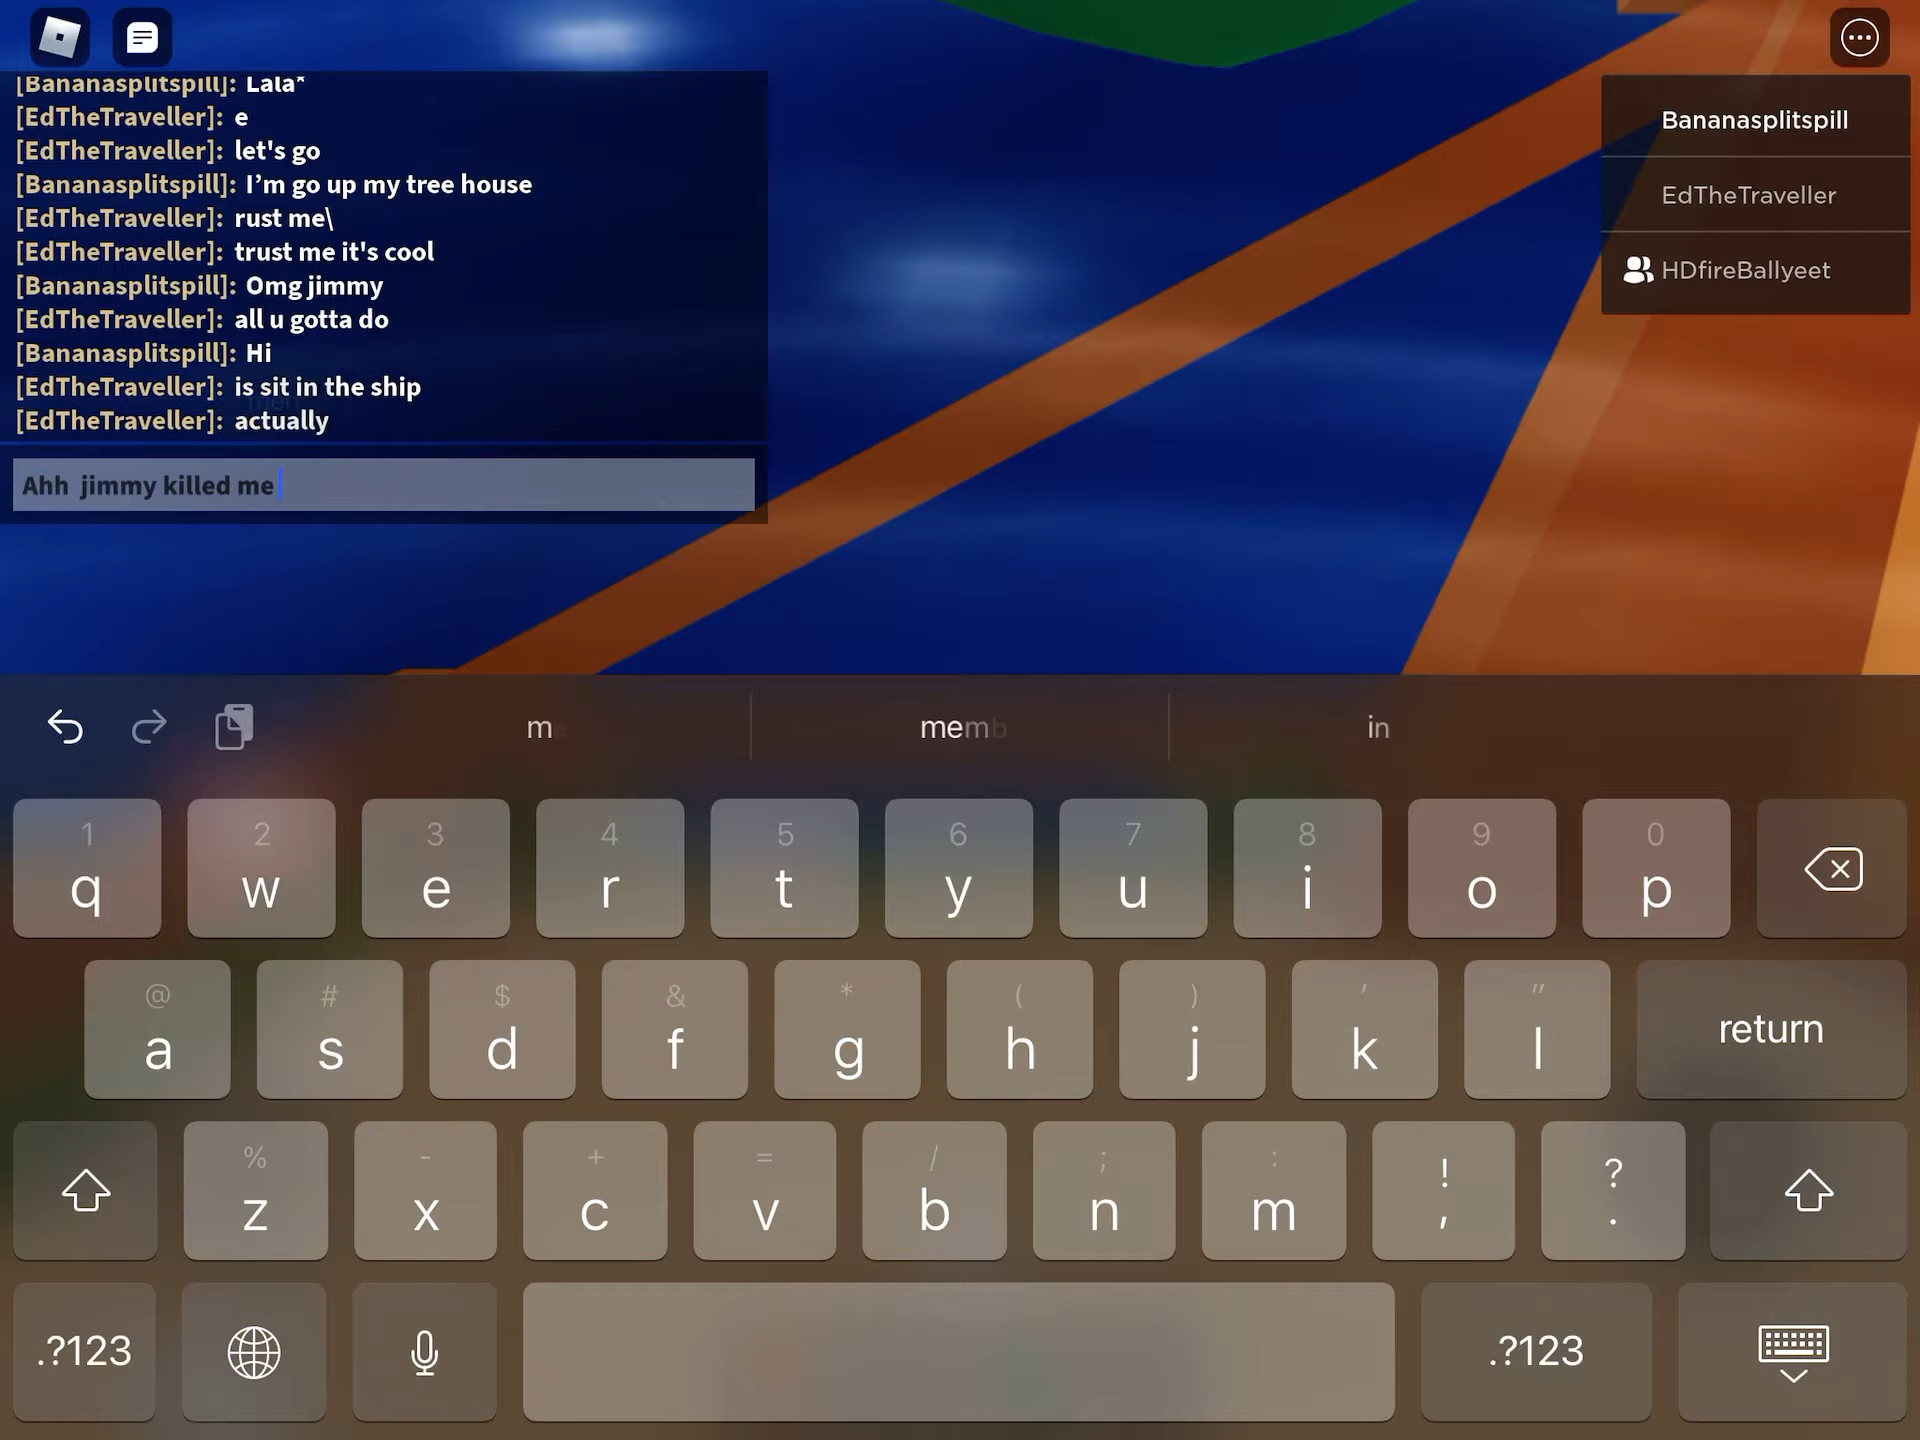 [Bananasplitspill]: Lala*
[EdTheTraveller]: e
[EdTheTraveller]: let's go
[Bananasplitspill]: I’m go up my tree house
[EdTheTraveller]: rust me\
[EdTheTraveller]: trust me it's cool
[Bananasplitspill]: Omg jimmy
[EdTheTraveller]: all u gotta do
[Bananasplitspill]: Hi
[EdTheTraveller]: is sit in the ship
[EdTheTraveller]: actually
Ahh  jimmy killed me
Bananasplitspill
EdTheTraveller
HDfireBallyeet
m memb in
1 2 3 4 5 6 7 8 9 0
q w e r t y u i o p
@ # $ & * ( ) ' "
a s d f g h j k l return
% - + = / ; : ! ?
z x c v b n m , .
.?123 .?123